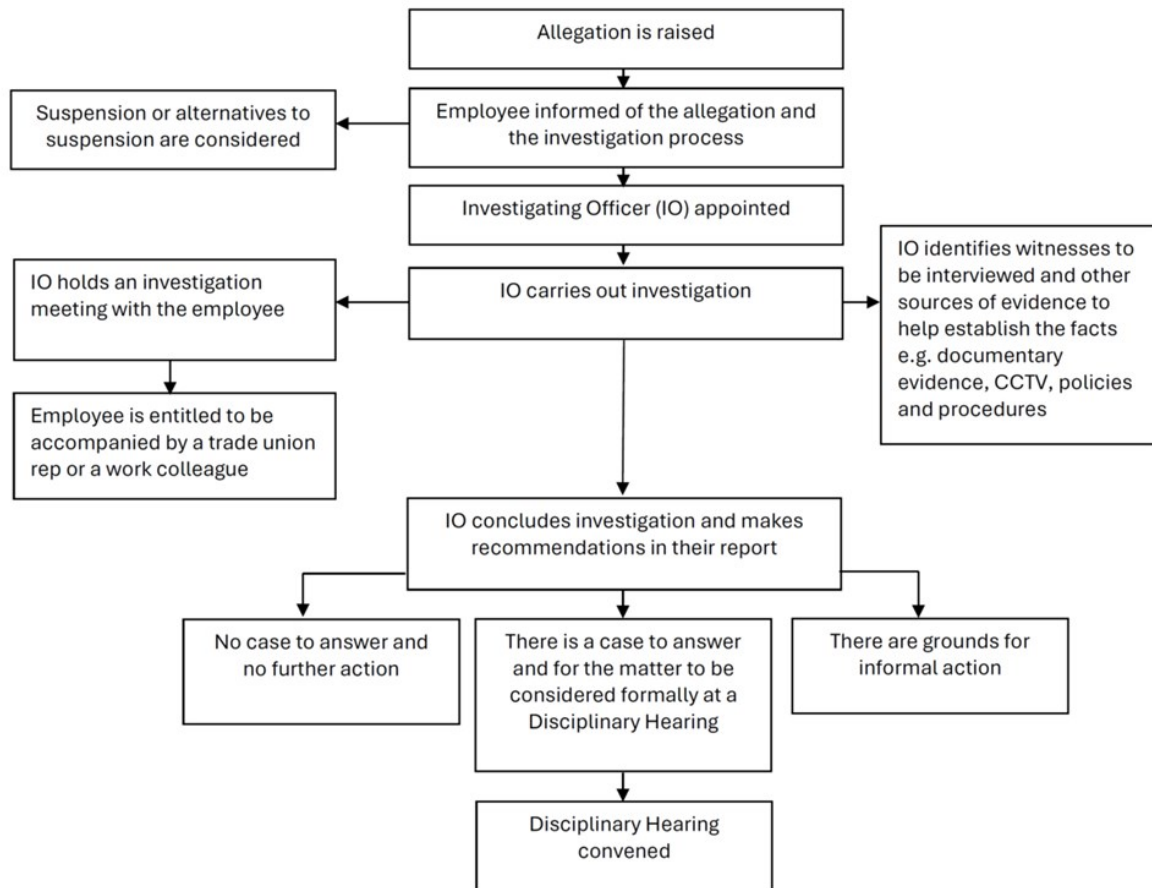 Allegation is raised
Suspension or alternatives to
suspension are considered
Employee informed of the allegation and
the investigation process
Investigating Officer (IO) appointed
IO holds an investigation
meeting with the employee
IO carries out investigation
IO identifies witnesses to
be interviewed and other
sources of evidence to
help establish the facts
e.g. documentary
evidence, CCTV, policies
and procedures
Employee is entitled to be
accompanied by a trade union
rep or a work colleague
IO concludes investigation and makes
recommendations in their report
No case to answer and
no further action
There is a case to answer
and for the matter to be
considered formally at a
Disciplinary Hearing
There are grounds for
informal action
Disciplinary Hearing
convened